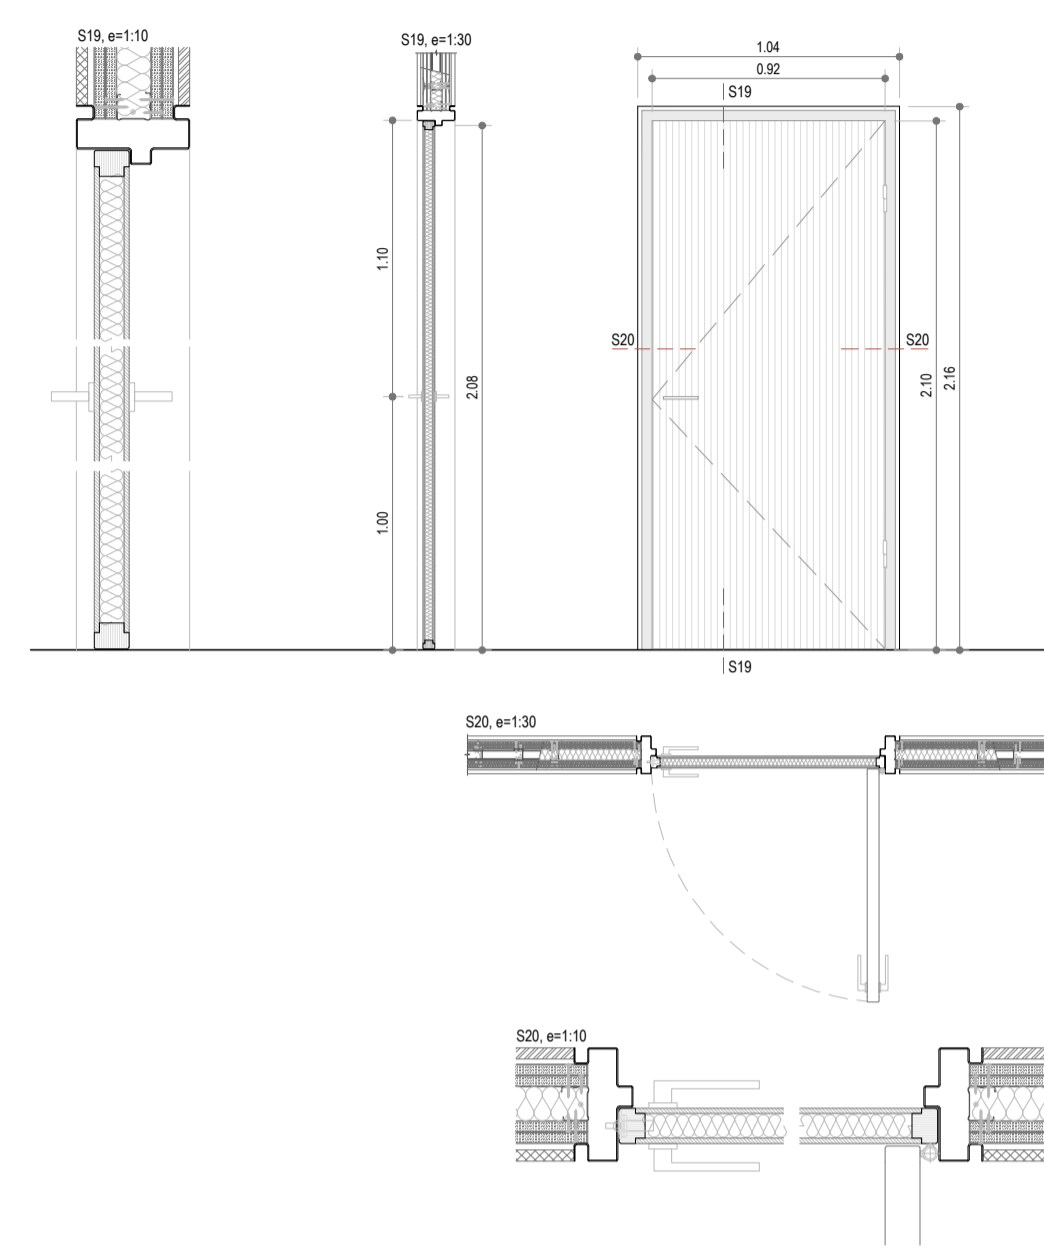 S19, e=1:10
S19, e=1:30
1.04
0.92
S19
1.10
S20
S20
2.08
2.10
2.16
1.00
S19
S20, e=1:30
S20, e=1:10